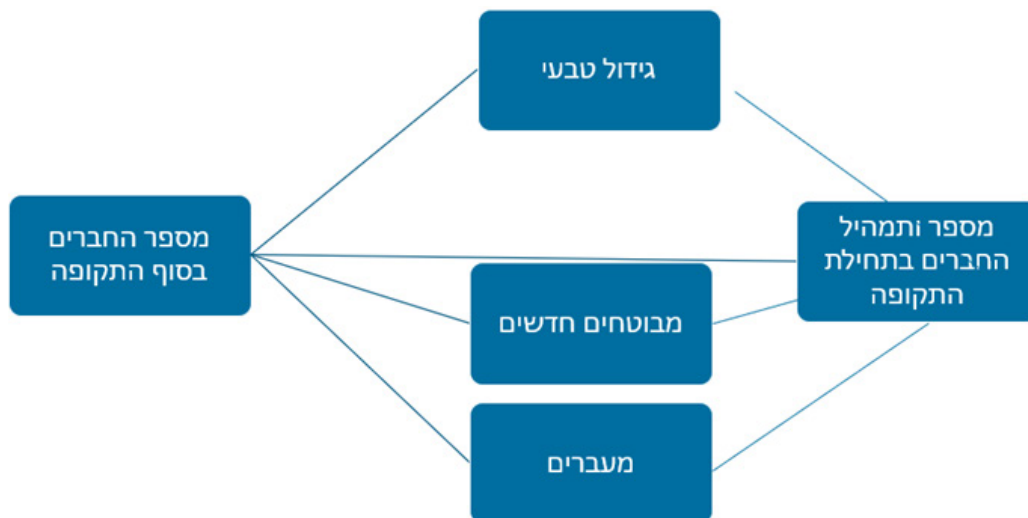 גידול טבעי
מספר ותמהיל
החברים בתחילת
התקופה
מספר החברים
בסוף התקופה
מבוטחים חדשים
מעברים